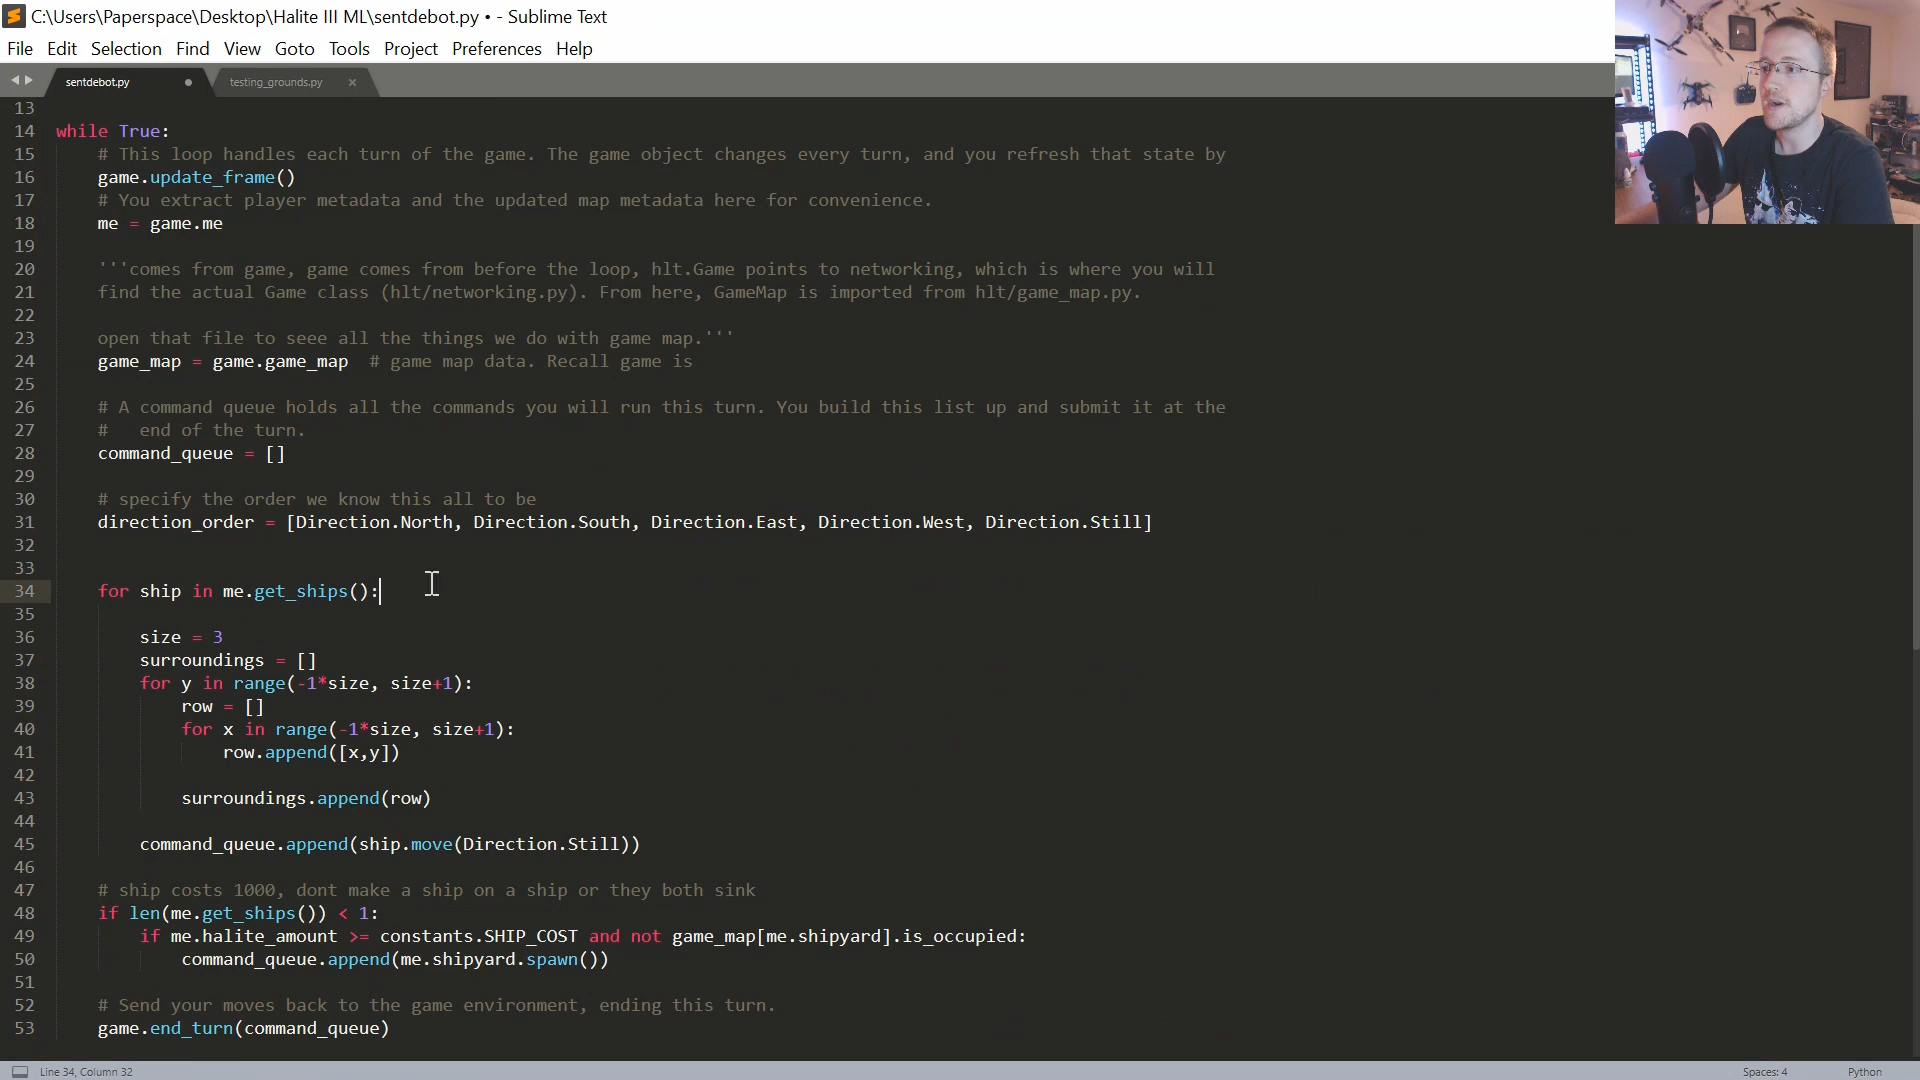 C:\Users\Paperspace\Desktop\Halite III ML\sentdebot.py • - Sublime Text
File Edit Selection Find View Goto Tools Project Preferences Help
sentdebot.py testing_grounds.py
13
14 while True:
15 # This loop handles each turn of the game. The game object changes every turn, and you refresh that state by
16 game.update_frame()
17 # You extract player metadata and the updated map metadata here for convenience.
18 me = game.me
19
20 '''comes from game, game comes from before the loop, hlt.Game points to networking, which is where you will
21 find the actual Game class (hlt/networking.py). From here, GameMap is imported from hlt/game_map.py.
22
23 open that file to seee all the things we do with game map.'''
24 game_map = game.game_map # game map data. Recall game is
25
26 # A command queue holds all the commands you will run this turn. You build this list up and submit it at the
27 # end of the turn.
28 command_queue = []
29
30 # specify the order we know this all to be
31 direction_order = [Direction.North, Direction.South, Direction.East, Direction.West, Direction.Still]
32
33
34 for ship in me.get_ships():
35
36 size = 3
37 surroundings = []
38 for y in range(-1*size, size+1):
39 row = []
40 for x in range(-1*size, size+1):
41 row.append([x,y])
42
43 surroundings.append(row)
44
45 command_queue.append(ship.move(Direction.Still))
46
47 # ship costs 1000, dont make a ship on a ship or they both sink
48 if len(me.get_ships()) < 1:
49 if me.halite_amount >= constants.SHIP_COST and not game_map[me.shipyard].is_occupied:
50 command_queue.append(me.shipyard.spawn())
51
52 # Send your moves back to the game environment, ending this turn.
53 game.end_turn(command_queue)
Line 34, Column 32 Spaces: 4 Python